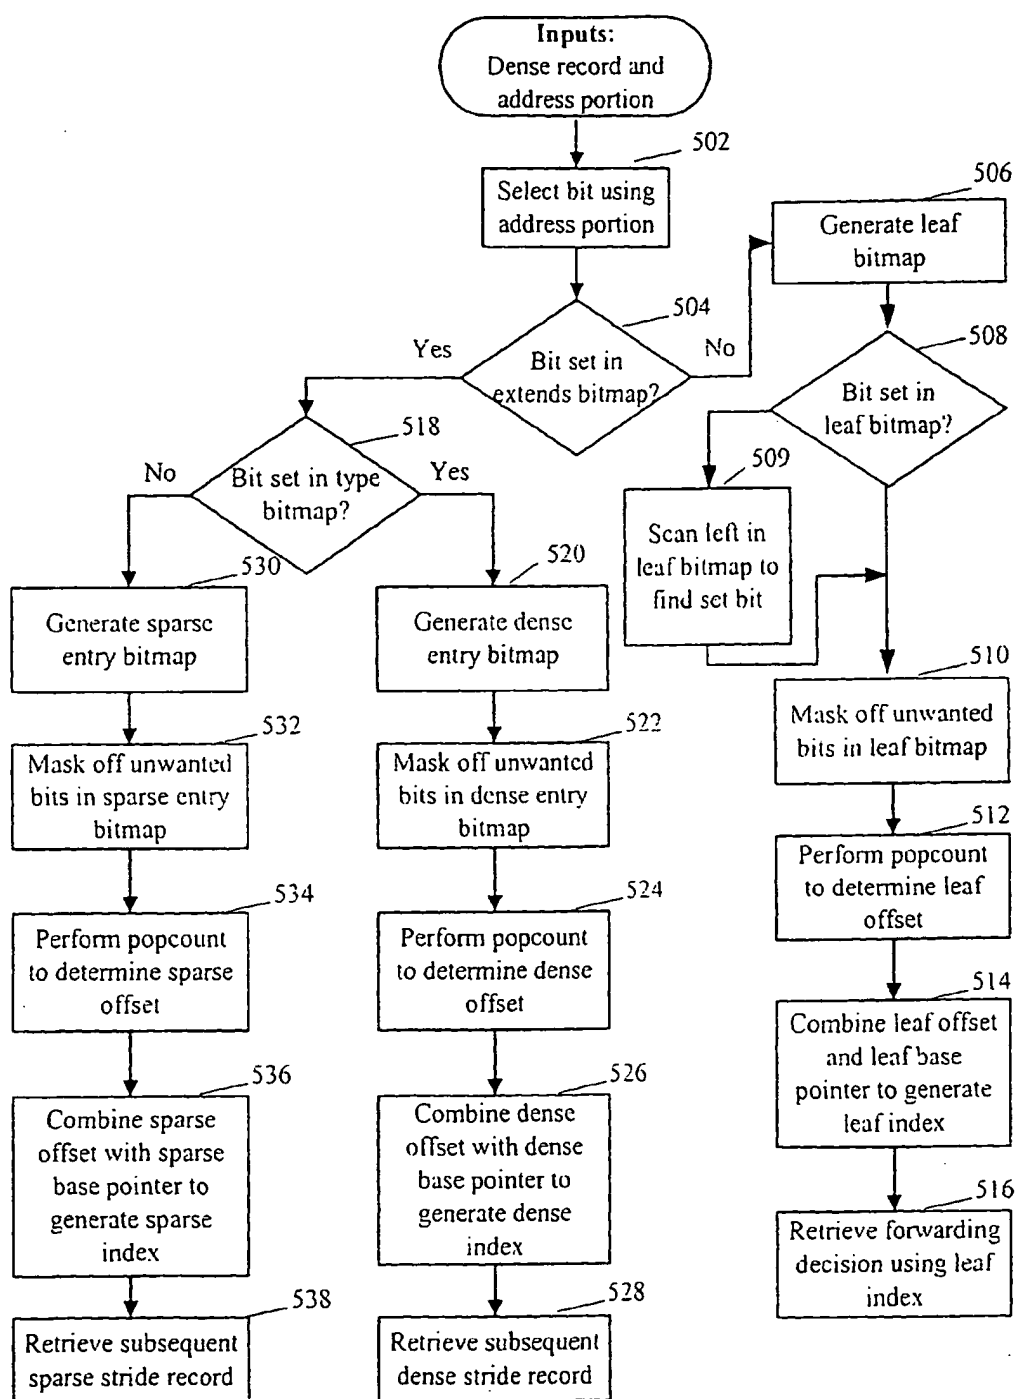 Inputs:
Dense record and
address portion
502
Select bit using
address portion
506
Generate leaf
bitmap
504
Yes
No
Bit set in
extends bitmap?
508
Bit set in
leaf bitmap?
518
No
Yes
Bit set in type
bitmap?
509
Scan left in
leaf bitmap to
find set bit
530
Generate sparse
entry bitmap
520
Generate dense
entry bitmap
510
Mask off unwanted
bits in leaf bitmap
532
Mask off unwanted
bits in sparse entry
bitmap
522
Mask off unwanted
bits in dense entry
bitmap
512
Perform popcount
to determine leaf
offset
534
Perform popcount
to determine sparse
offset
524
Perform popcount
to determine dense
offset
514
Combine leaf offset
and leaf base
pointer to generate
leaf index
536
Combine sparse
offset with sparse
base pointer to
generate sparse
index
526
Combine dense
offset with dense
base pointer to
generate dense
index
516
Retrieve forwarding
decision using leaf
index
538
Retrieve subsequent
sparse stride record
528
Retrieve subsequent
dense stride record